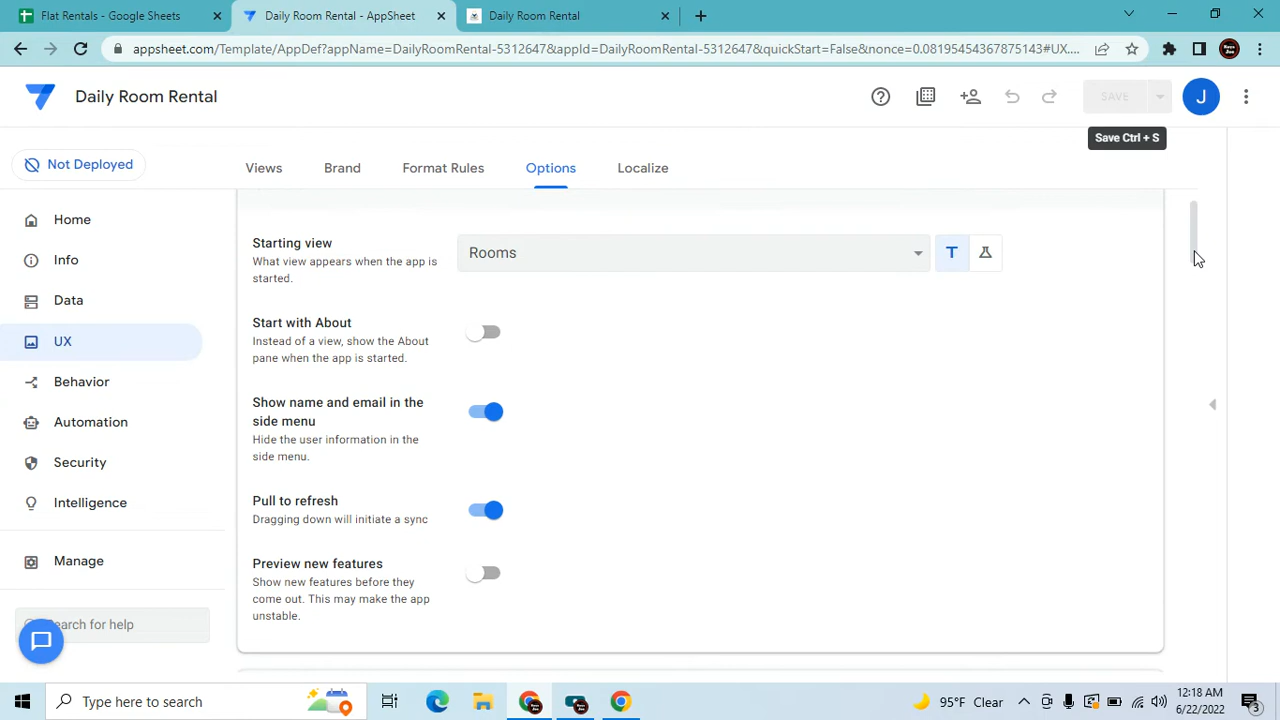 Flat Rentals - Google Sheets
Daily Room Rental - AppSheet
Daily Room Rental
appsheet.com/Template/AppDef?appName=DailyRoomRental-5312647&appId=DailyRoomRental-5312647&quickStart=False&nonce=0.08195454367875143#UX....
Daily Room Rental
SAVE
J
Save Ctrl + S
Not Deployed
Views
Brand
Format Rules
Options
Localize
Home
Info
Data
UX
Behavior
Automation
Security
Intelligence
Manage
earch for help
Starting view
What view appears when the app is
started.
Rooms
T
Start with About
Instead of a view, show the About
pane when the app is started.
Show name and email in the
side menu
Hide the user information in the
side menu.
Pull to refresh
Dragging down will initiate a sync
Preview new features
Show new features before they
come out. This may make the app
unstable.
Type here to search
95°F Clear
12:18 AM
6/22/2022
3